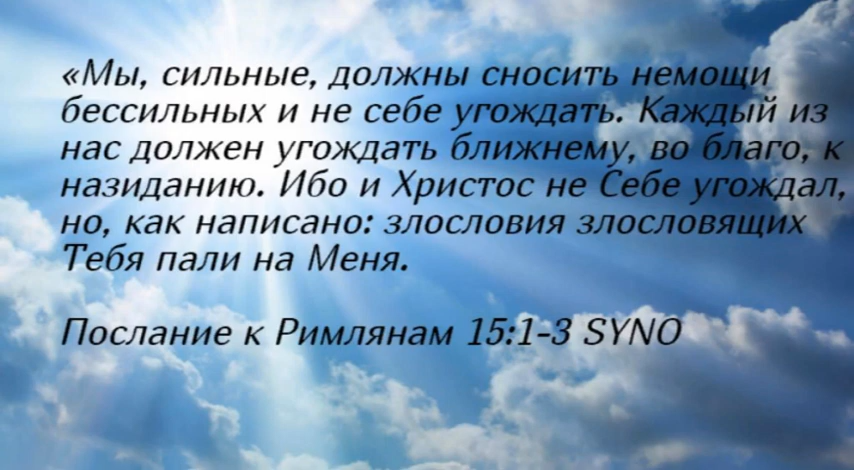 «Мы, сильные, должны сносить немощи
бессильных и не себе угождать. Каждый из
нас должен угождать ближнему, во благо, к
назиданию. Ибо и Христос не Себе угождал,
но, как написано: злословия злословящих
Тебя пали на Меня.
Послание к Римлянам 15:1-3 SYNO